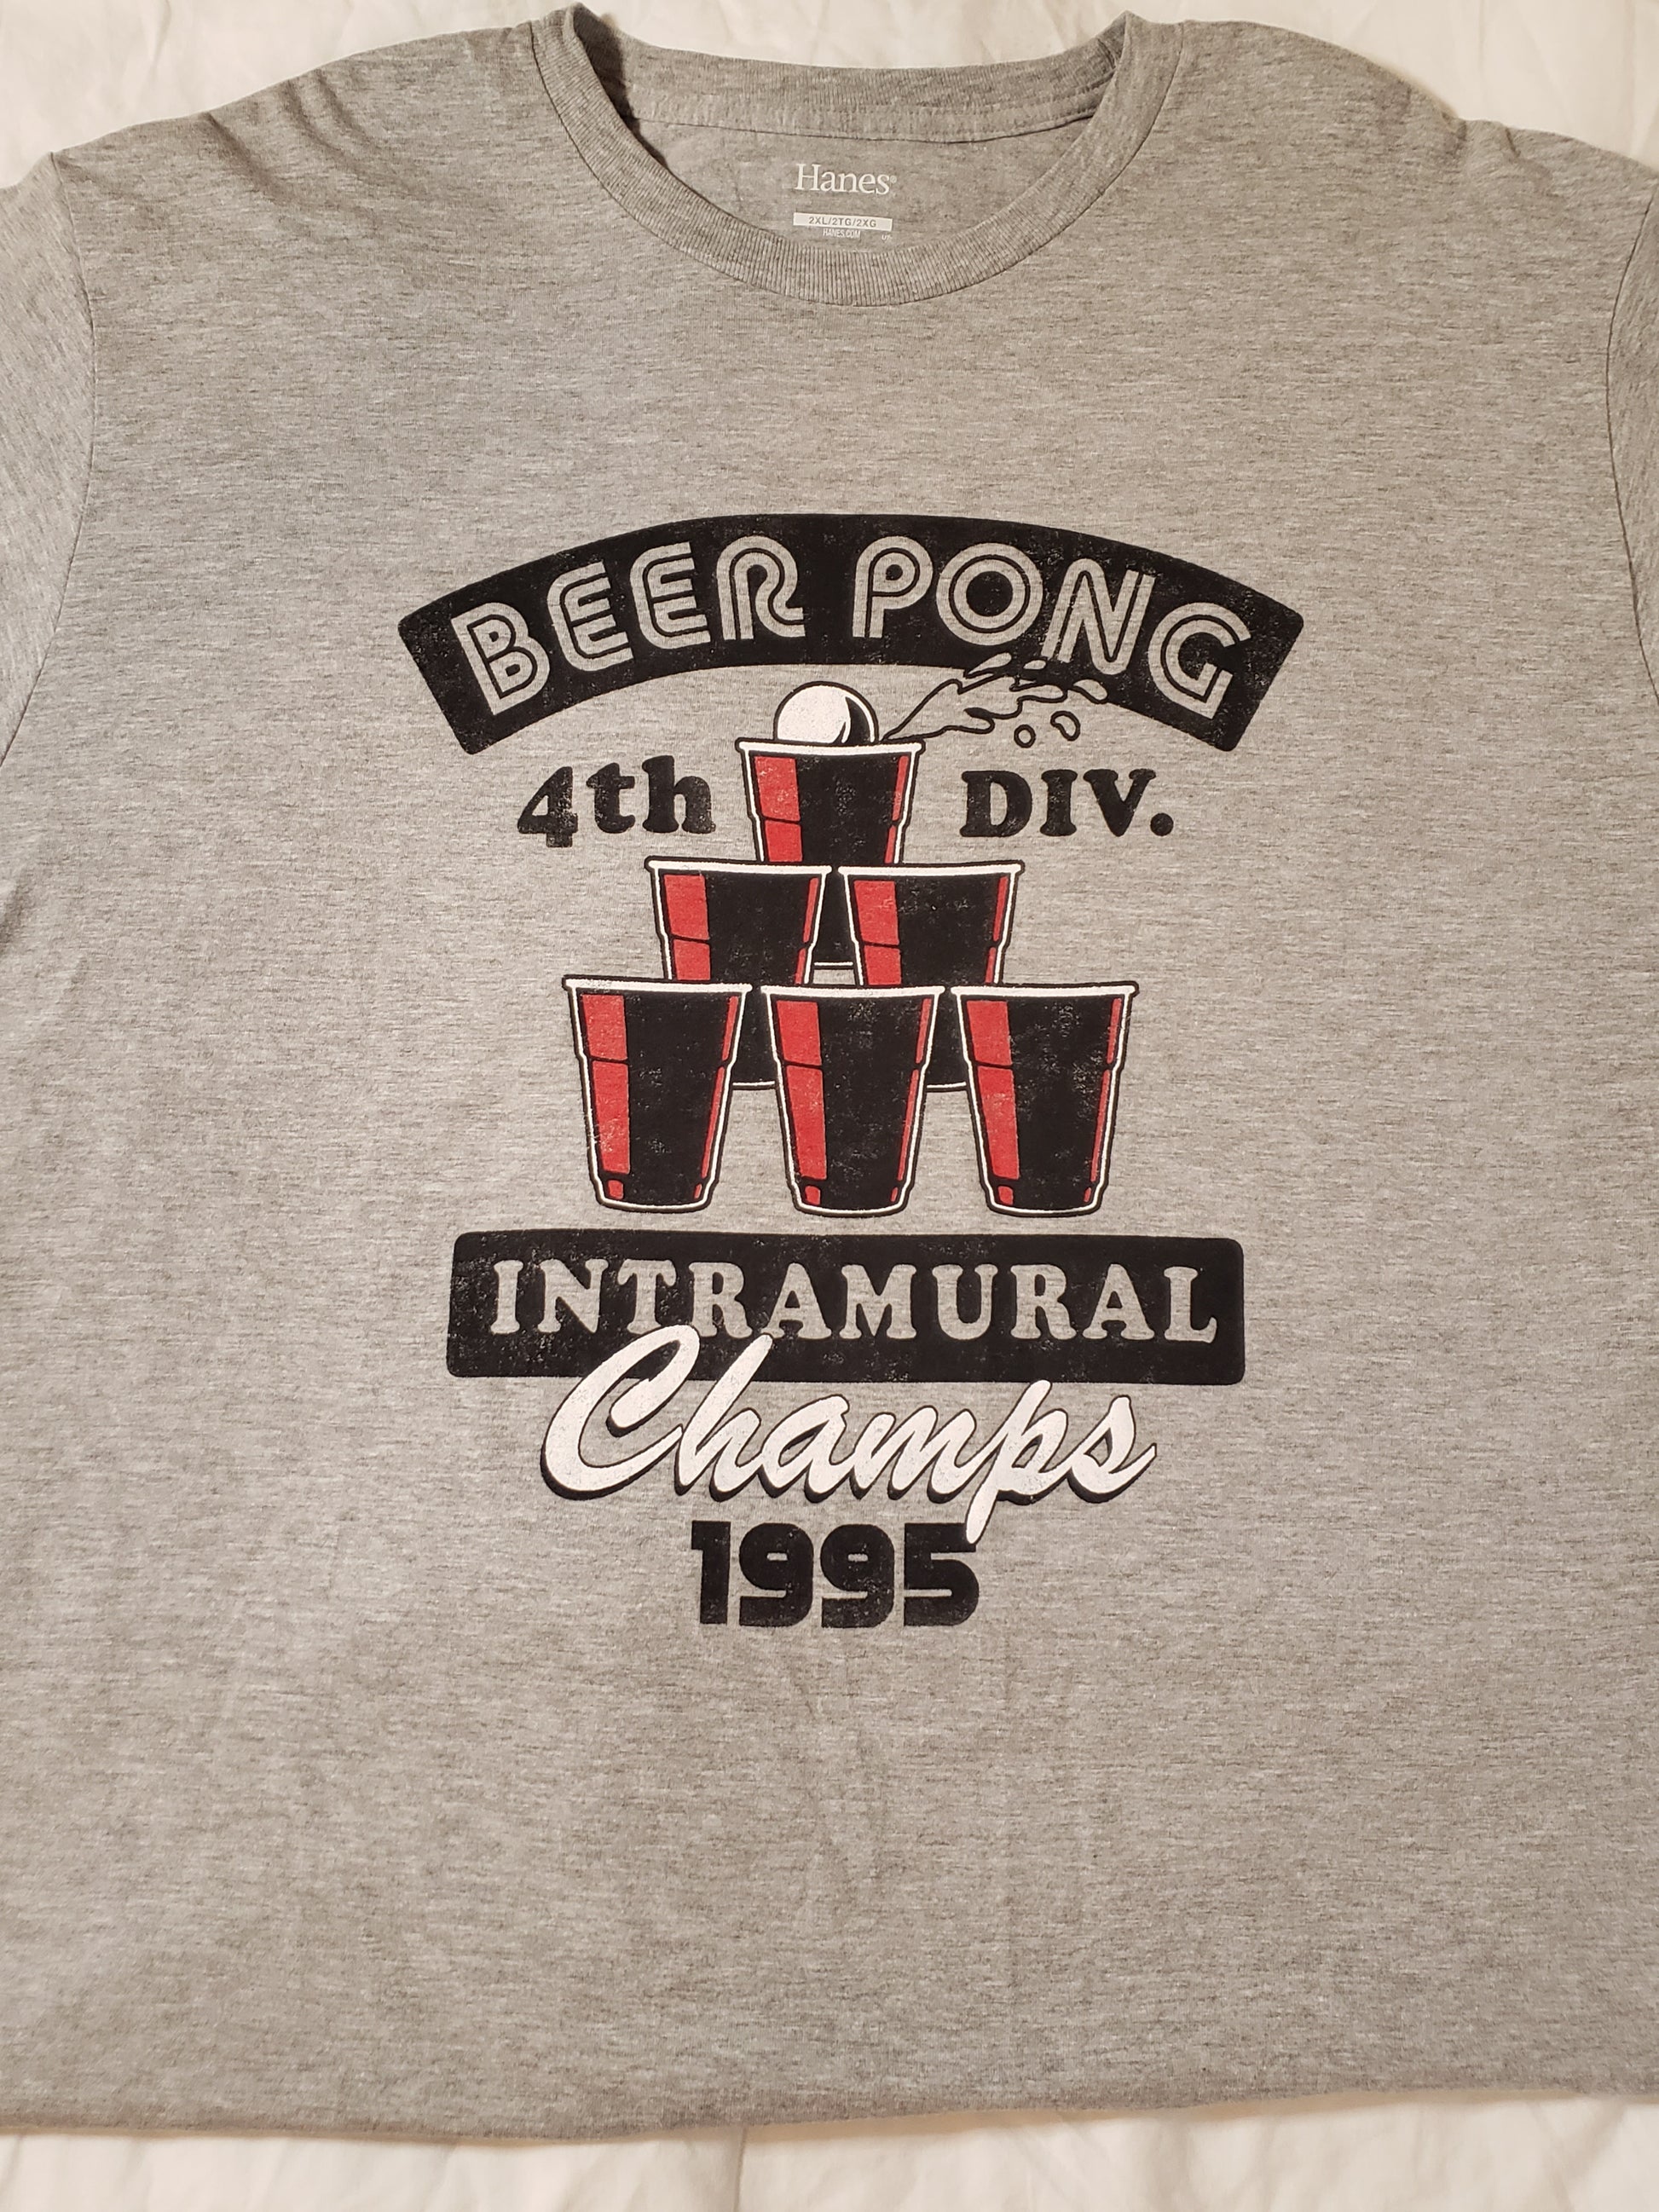 Hanes®
2XL/2TG/2XG
HANES.COM
BEER PONG
4th DIV.
INTRAMURAL
Champs
1995